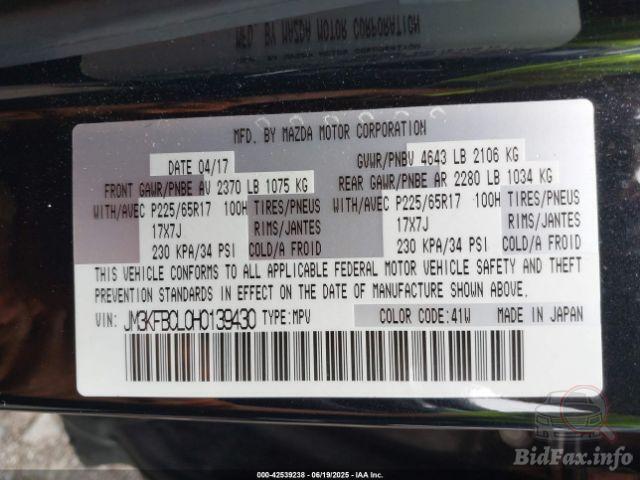 MFD. BY MAZDA MOTOR CORPORATION
DATE 04/17 GVWR/PNBV 4643 LB 2106 KG
FRONT GAWR/PNBE AV 2370 LB 1075 KG REAR GAWR/PNBE AR 2280 LB 1034 KG
WITH/AVEC P225/65R17 100H TIRES/PNEUS WITH/AVEC P225/65R17 100H TIRES/PNEUS
17X7J RIMS/JANTES 17X7J RIMS/JANTES
230 KPA/34 PSI COLD/A FROID 230 KPA/34 PSI COLD/A FROID
THIS VEHICLE CONFORMS TO ALL APPLICABLE FEDERAL MOTOR VEHICLE SAFETY AND THEFT
PREVENTION STANDARDS IN EFFECT ON THE DATE OF MANUFACTURE SHOWN ABOVE.
VIN: JM3KFBCL0H0139430 TYPE:MPV COLOR CODE:41W MADE IN JAPAN
BidFax.info
000-42539238 - 06/19/2025 - IAA Inc.